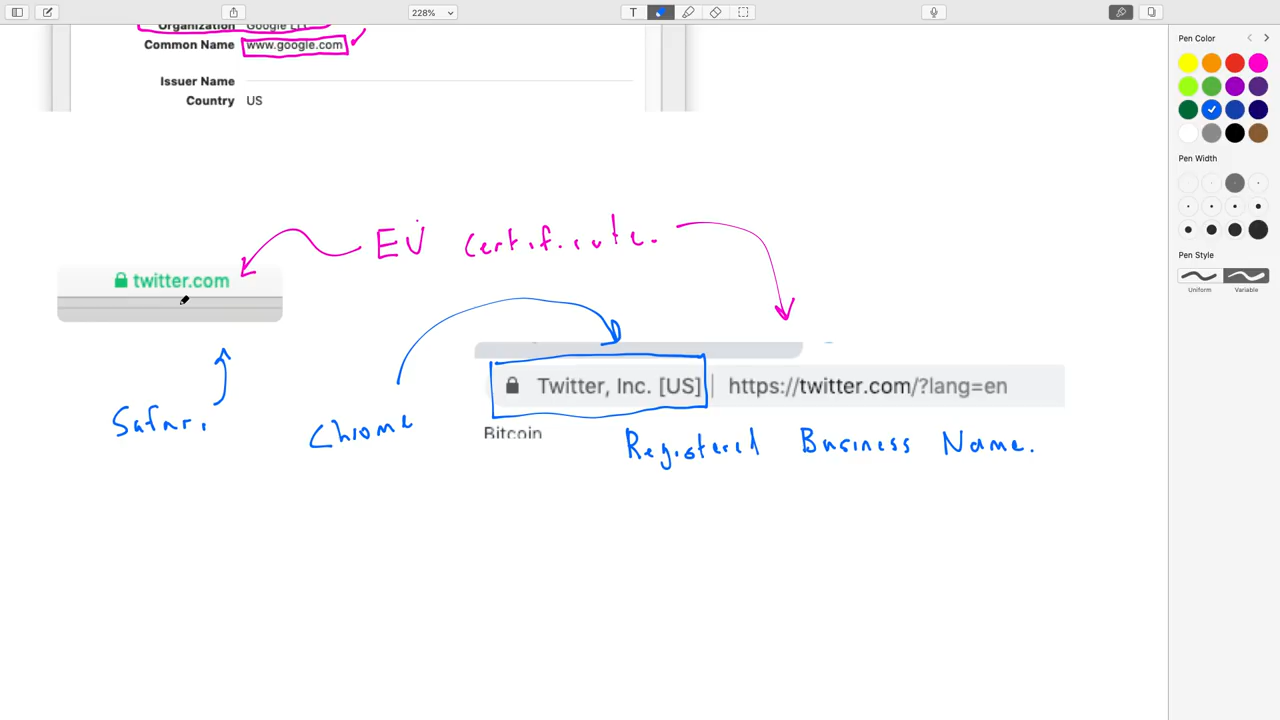 228%
T
Organization Google LLC
Common Name www.google.com
Issuer Name
Country US
EV certificate.
twitter.com
Safari
Chrome
Twitter, Inc. [US] | https://twitter.com/?lang=en
Bitcoin
Registered Business Name.
Pen Color
Pen Width
Pen Style
Uniform Variable